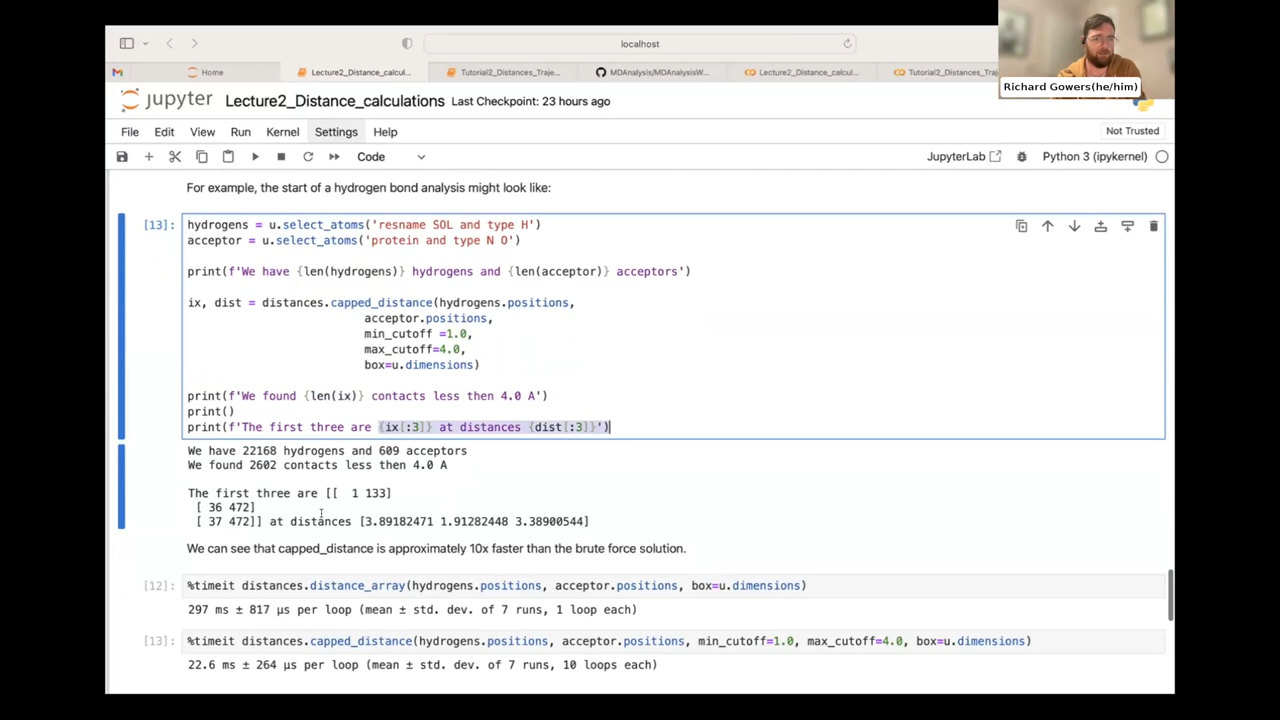 localhost
Home
Lecture2_Distance_calcul...
Tutorial2_Distances_Traje...
MDAnalysis/MDAnalysisW...
Lecture2_Distance_calcul...
Tutorial2_Distances_Traje
Richard Gowers(he/him)
jupyter Lecture2_Distance_calculations Last Checkpoint: 23 hours ago
File Edit View Run Kernel Settings Help Not Trusted
Code JupyterLab Python 3 (ipykernel)
For example, the start of a hydrogen bond analysis might look like:
[13]: hydrogens = u.select_atoms('resname SOL and type H')
acceptor = u.select_atoms('protein and type N O')
print(f'We have {len(hydrogens)} hydrogens and {len(acceptor)} acceptors')
ix, dist = distances.capped_distance(hydrogens.positions,
acceptor.positions,
min_cutoff =1.0,
max_cutoff=4.0,
box=u.dimensions)
print(f'We found {len(ix)} contacts less then 4.0 A')
print()
print(f'The first three are {ix[:3]} at distances {dist[:3]}')
We have 22168 hydrogens and 609 acceptors
We found 2602 contacts less then 4.0 A
The first three are [[  1 133]
[ 36 472]
[ 37 472]] at distances [3.89182471 1.91282448 3.38900544]
We can see that capped_distance is approximately 10x faster than the brute force solution.
[12]: %timeit distances.distance_array(hydrogens.positions, acceptor.positions, box=u.dimensions)
297 ms ± 817 µs per loop (mean ± std. dev. of 7 runs, 1 loop each)
[13]: %timeit distances.capped_distance(hydrogens.positions, acceptor.positions, min_cutoff=1.0, max_cutoff=4.0, box=u.dimensions)
22.6 ms ± 264 µs per loop (mean ± std. dev. of 7 runs, 10 loops each)